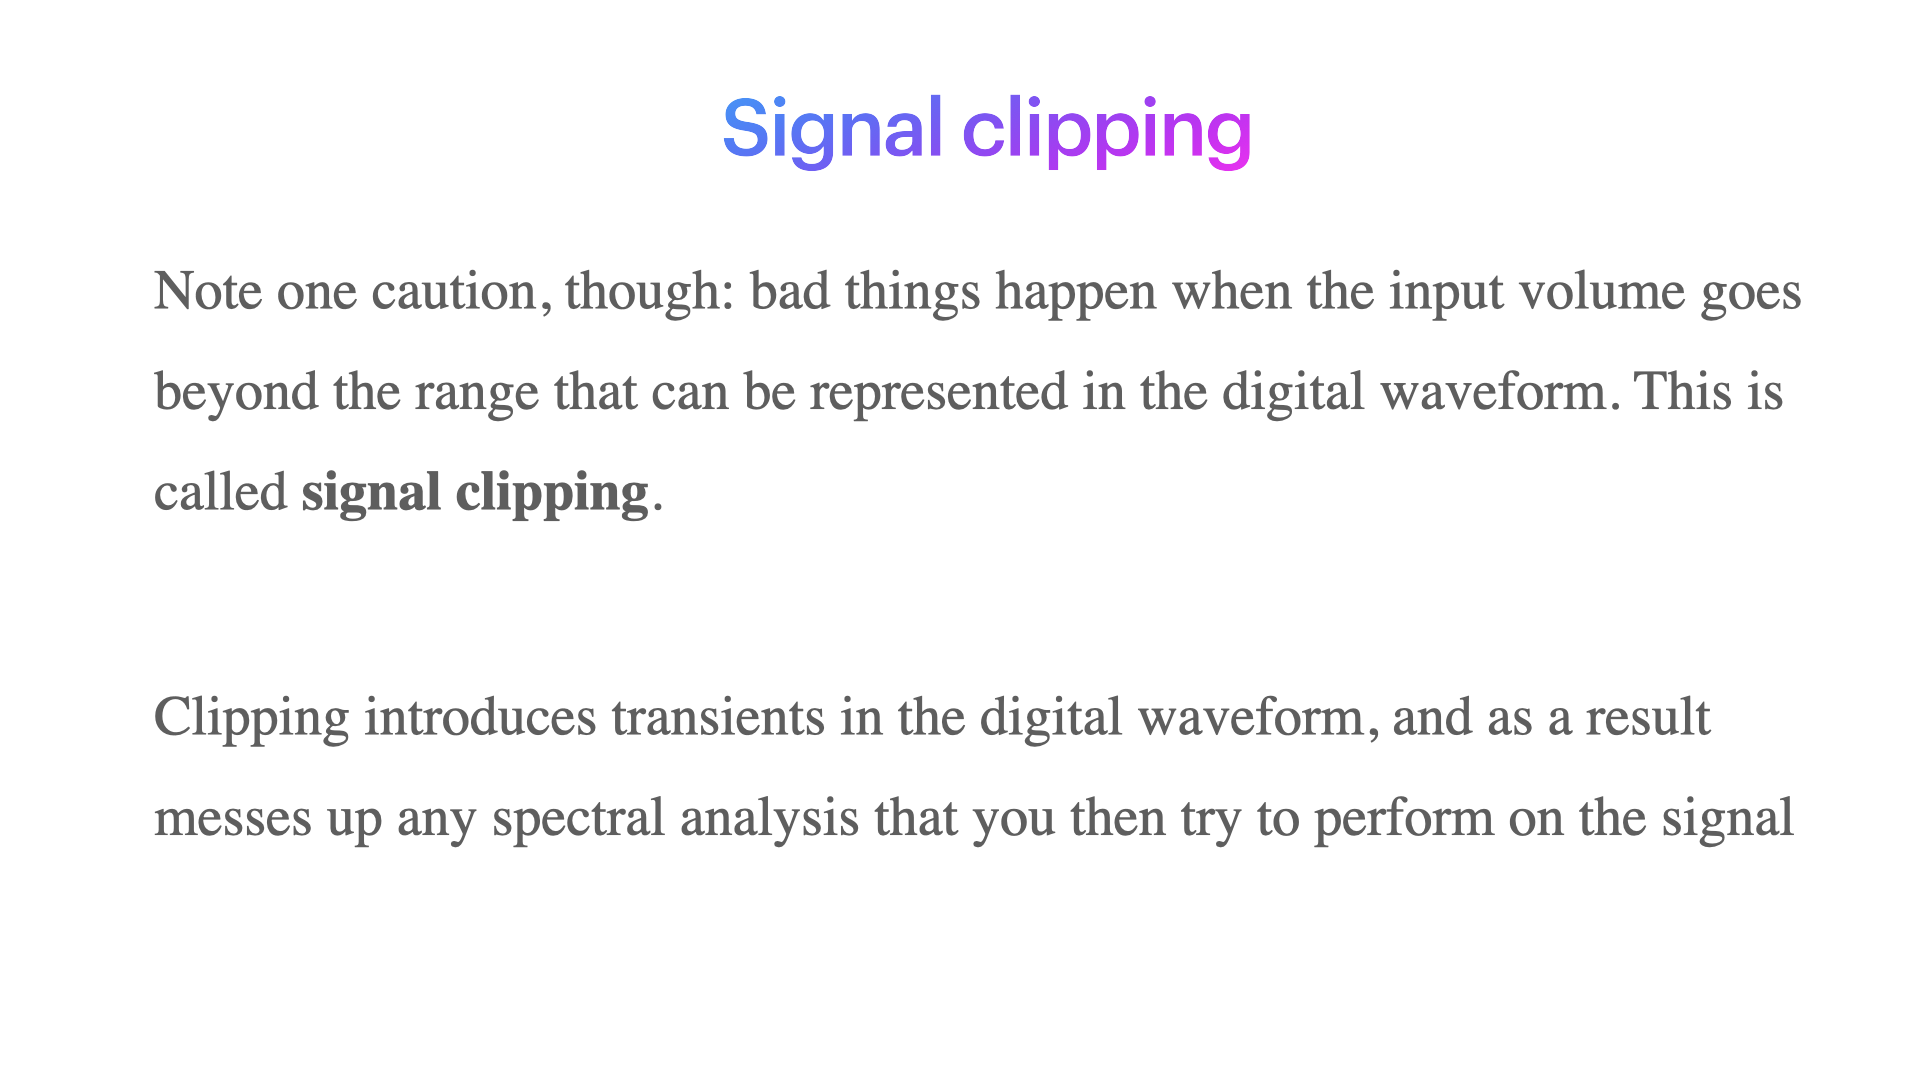 Signal clipping
Note one caution, though: bad things happen when the input volume goes
beyond the range that can be represented in the digital waveform. This is
called signal clipping.
Clipping introduces transients in the digital waveform, and as a result
messes up any spectral analysis that you then try to perform on the signal